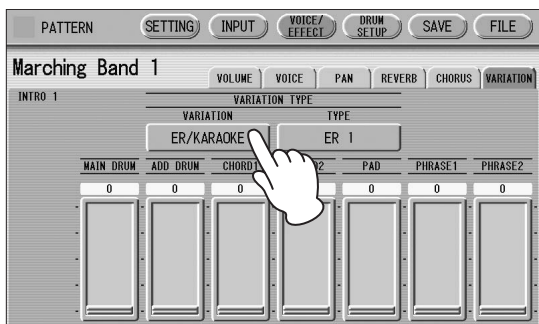 PATTERN SETTING INPUT VOICE/ EFFECT DRUM SETUP SAVE FILE
Marching Band 1
VOLUME VOICE PAN REVERB CHORUS VARIATION
INTRO 1
VARIATION TYPE
VARIATION TYPE
ER/KARAOKE ER 1
MAIN DRUM ADD DRUM CHORD1 2 PAD PHRASE1 PHRASE2
0 0 0 0 0 0